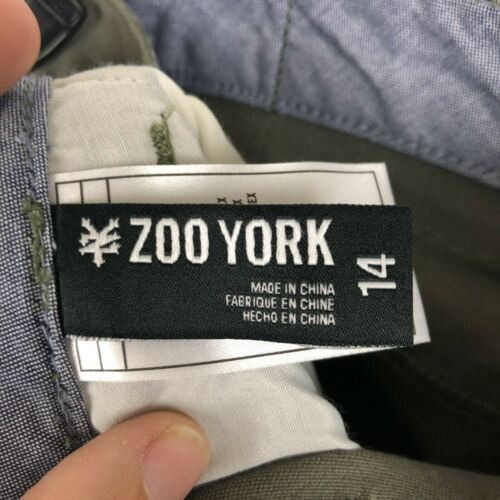 ZOO YORK
14
MADE IN CHINA
FABRIQUE EN CHINE
HECHO EN CHINA